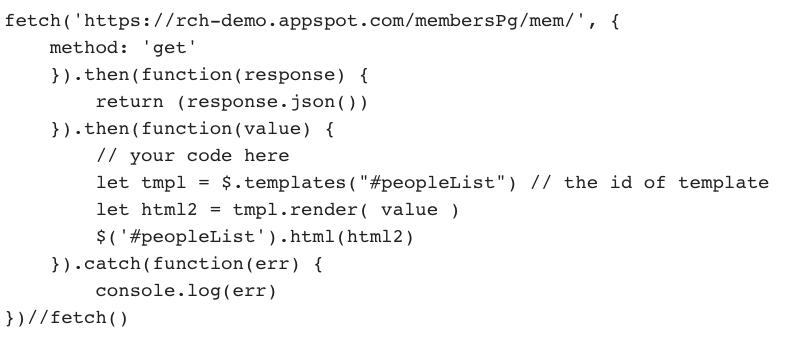 fetch('https://rch-demo.appspot.com/membersPg/mem/', {
    method: 'get'
    }).then(function(response) {
        return (response.json())
    }).then(function(value) {
        // your code here
        let tmpl = $.templates("#peopleList") // the id of template
        let html2 = tmpl.render( value )
        $('#peopleList').html(html2)
    }).catch(function(err) {
        console.log(err)
})//fetch()